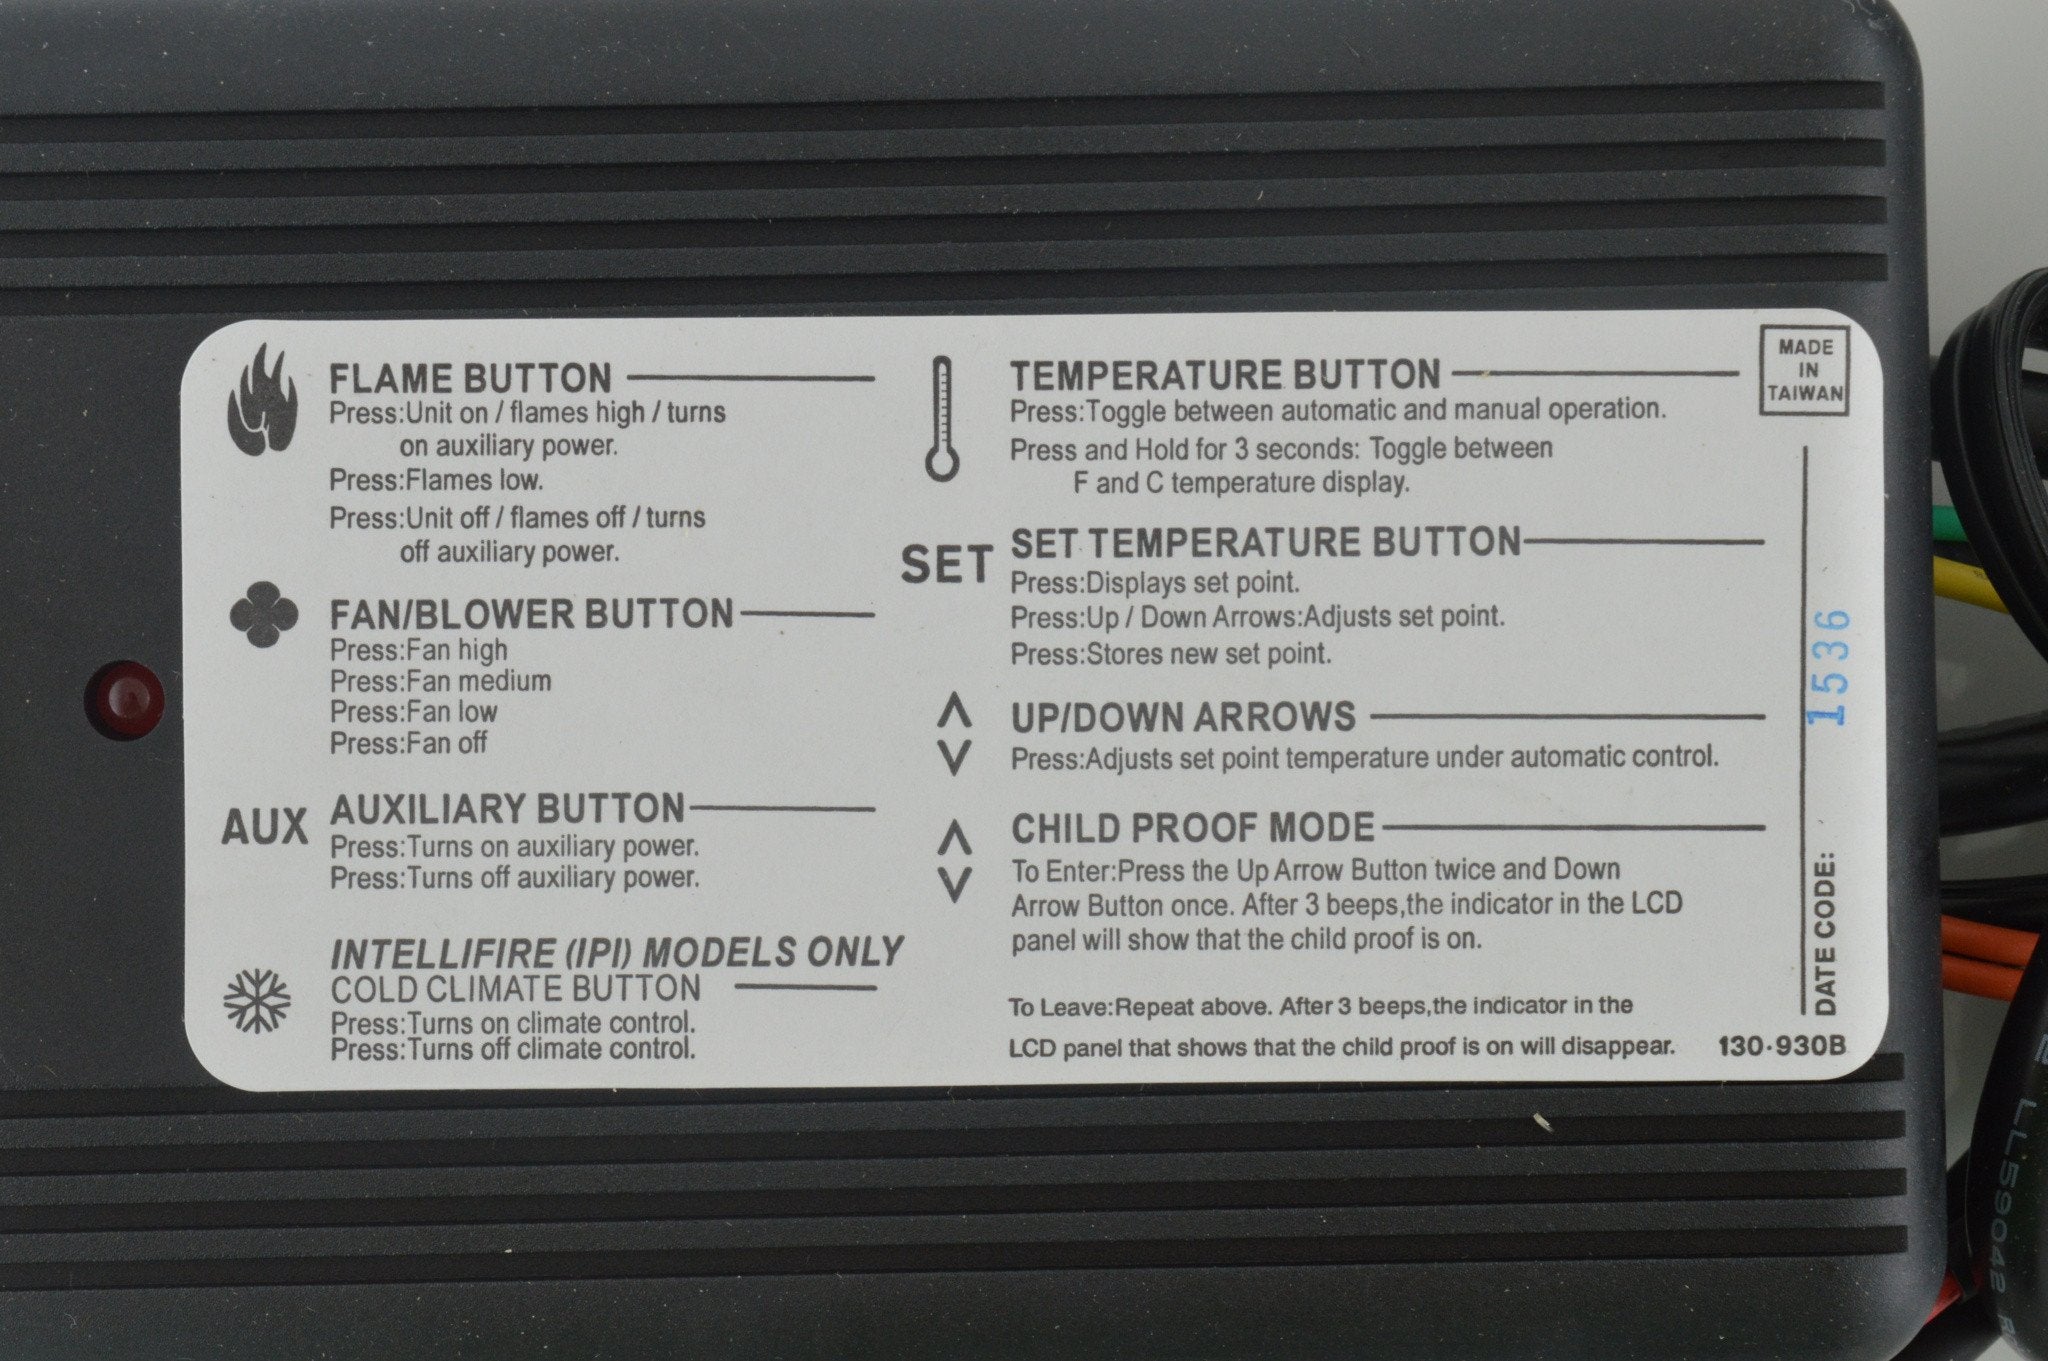 FLAME BUTTON
Press:Unit on / flames high / turns
on auxiliary power.
Press:Flames low.
Press:Unit off / flames off / turns
off auxiliary power.
FAN/BLOWER BUTTON
Press:Fan high
Press:Fan medium
Press:Fan low
Press:Fan off
AUX
AUXILIARY BUTTON
Press:Turns on auxiliary power.
Press:Turns off auxiliary power.
INTELLIFIRE (IPI) MODELS ONLY
COLD CLIMATE BUTTON
Press:Turns on climate control.
Press:Turns off climate control.
TEMPERATURE BUTTON
Press:Toggle between automatic and manual operation.
Press and Hold for 3 seconds: Toggle between
F and C temperature display.
SET
SET TEMPERATURE BUTTON
Press:Displays set point.
Press:Up / Down Arrows:Adjusts set point.
Press:Stores new set point.
UP/DOWN ARROWS
Press:Adjusts set point temperature under automatic control.
CHILD PROOF MODE
To Enter:Press the Up Arrow Button twice and Down
Arrow Button once. After 3 beeps,the indicator in the LCD
panel will show that the child proof is on.
To Leave:Repeat above. After 3 beeps,the indicator in the
LCD panel that shows that the child proof is on will disappear.
130-930B
MADE
IN
TAIWAN
DATE CODE: 1536
LL59042